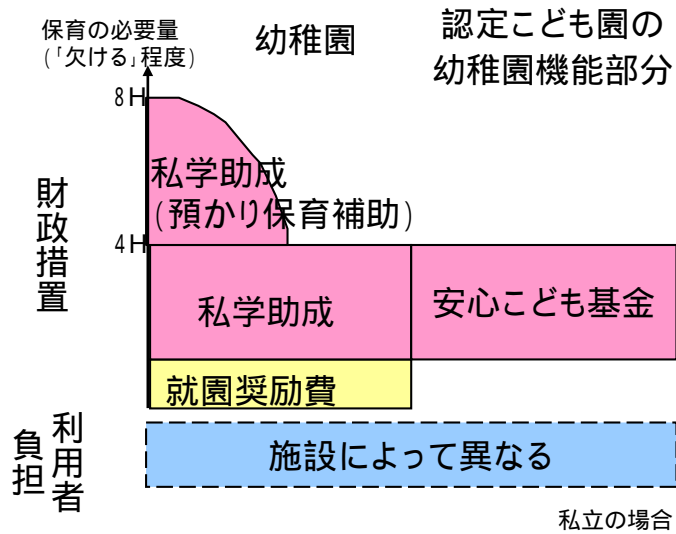 保育の必要量
(「欠ける」程度)
幼稚園
認定こども園の
幼稚園機能部分
8H
私学助成
(預かり保育補助)
財政措置
4H
私学助成
安心こども基金
就園奨励費
利用者
負担
施設によって異なる
私立の場合